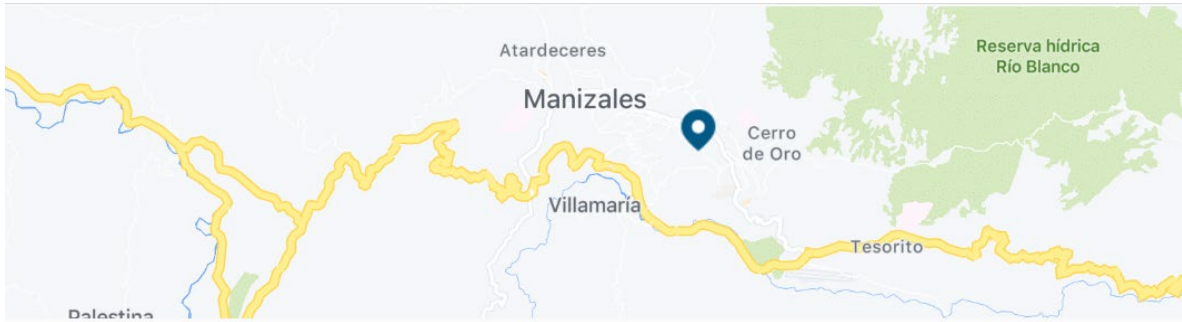 Atardeceres
Reserva hídrica
Río Blanco
Manizales
Cerro
de Oro
Villamaría
Tesorito
Palestina